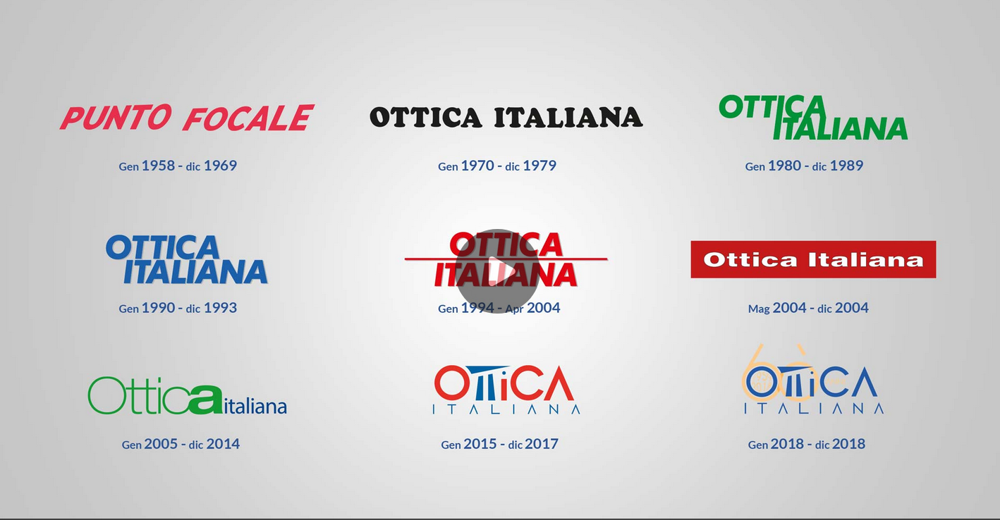 PUNTO FOCALE
Gen 1958 - dic 1969
OTTICA ITALIANA
Gen 1970 - dic 1979
OTTICA
ITALIANA
Gen 1980 - dic 1989
OTTICA
ITALIANA
Gen 1990 - dic 1993
OTTICA
ITALIANA
Gen 1994 - Apr 2004
Ottica Italiana
Mag 2004 - dic 2004
Ottica italiana
Gen 2005 - dic 2014
OTTiCA
ITALIANA
Gen 2015 - dic 2017
60
OTTiCA
ITALIANA
Gen 2018 - dic 2018